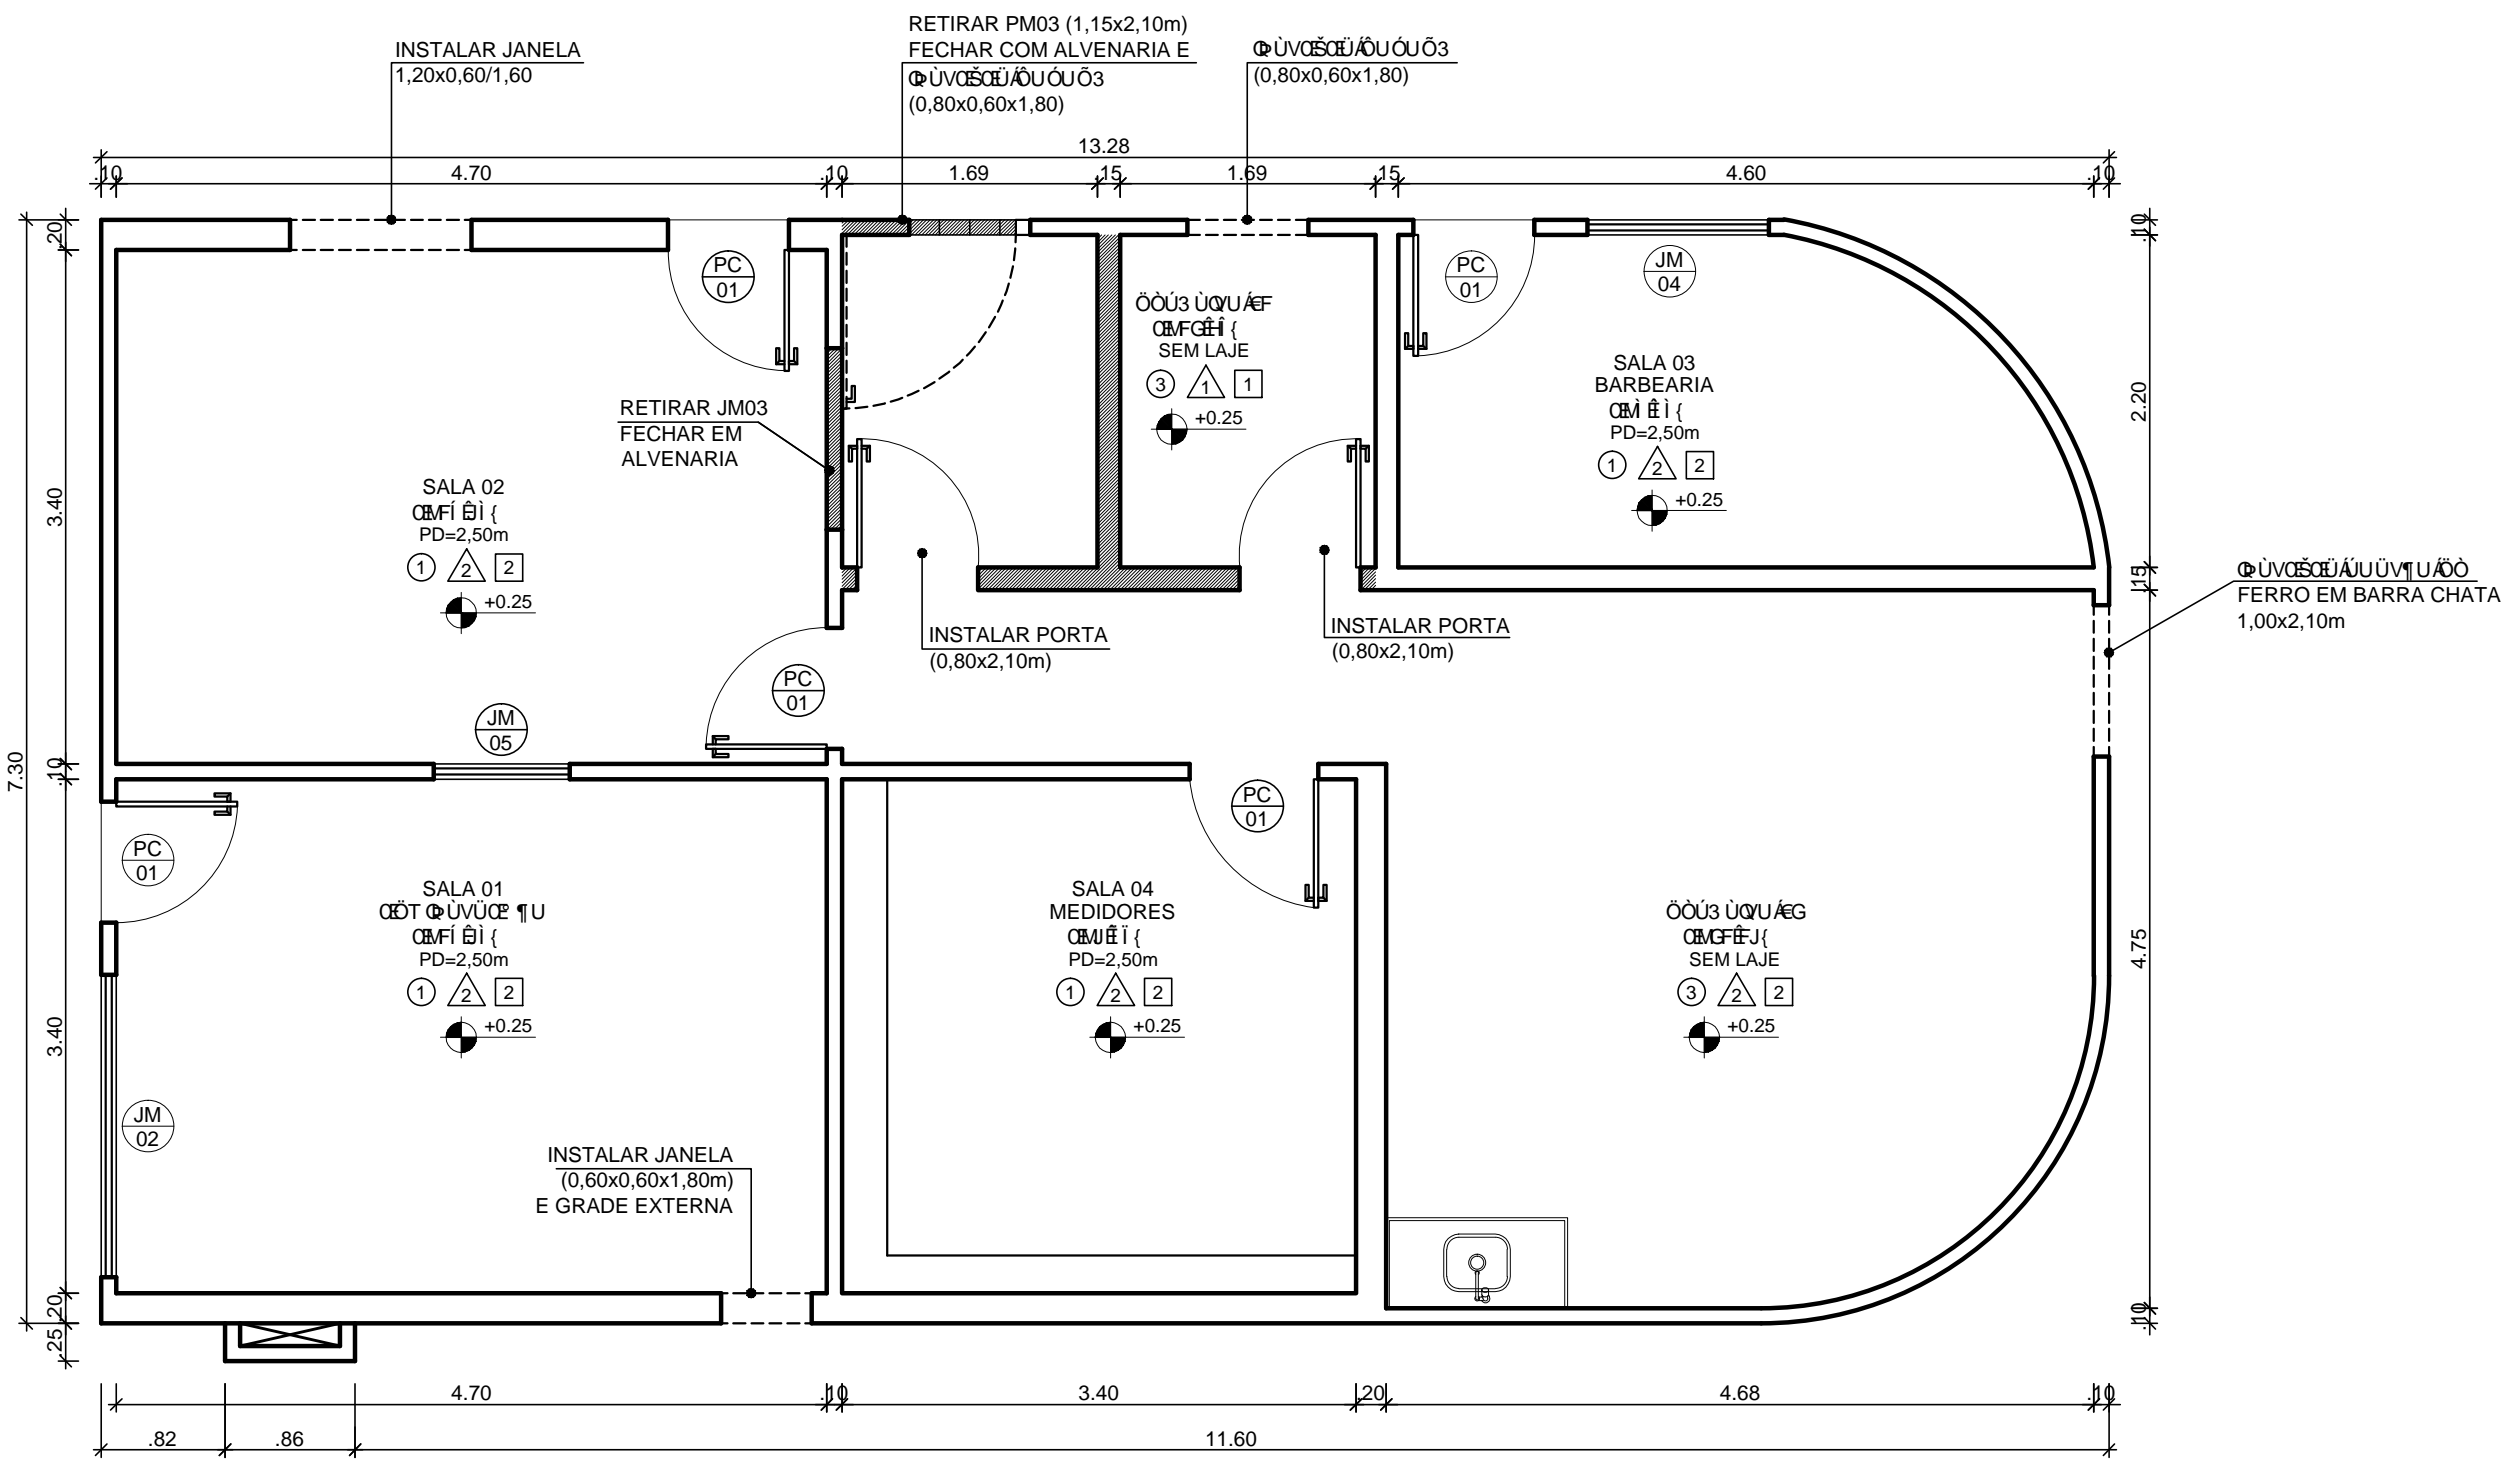 RETIRAR PM03 (1,15x2,10m)
FECHAR COM ALVENARIA E
(0,80x0,60x1,80)
INSTALAR JANELA
1,20x0,60/1,60
(0,80x0,60x1,80)
13.28
.10
4.70
.10
1.69
.15
1.69
.15
4.60
.10
.20
3.40
.10
7.30
3.40
.20
.25
.10
2.20
.15
4.75
.10
PC
01
PC
01
JM
04
SEM LAJE
3
1
1
+0.25
SALA 03
BARBEARIA
PD=2,50m
1
2
2
+0.25
RETIRAR JM03
FECHAR EM
ALVENARIA
SALA 02
PD=2,50m
1
2
2
+0.25
INSTALAR PORTA
(0,80x2,10m)
INSTALAR PORTA
(0,80x2,10m)
FERRO EM BARRA CHATA
1,00x2,10m
PC
01
JM
05
PC
01
PC
01
SALA 01
PD=2,50m
1
2
2
+0.25
SALA 04
MEDIDORES
PD=2,50m
1
2
2
+0.25
SEM LAJE
3
2
2
+0.25
JM
02
INSTALAR JANELA
(0,60x0,60x1,80m)
E GRADE EXTERNA
4.70
.10
3.40
.20
4.68
.10
.82
.86
11.60